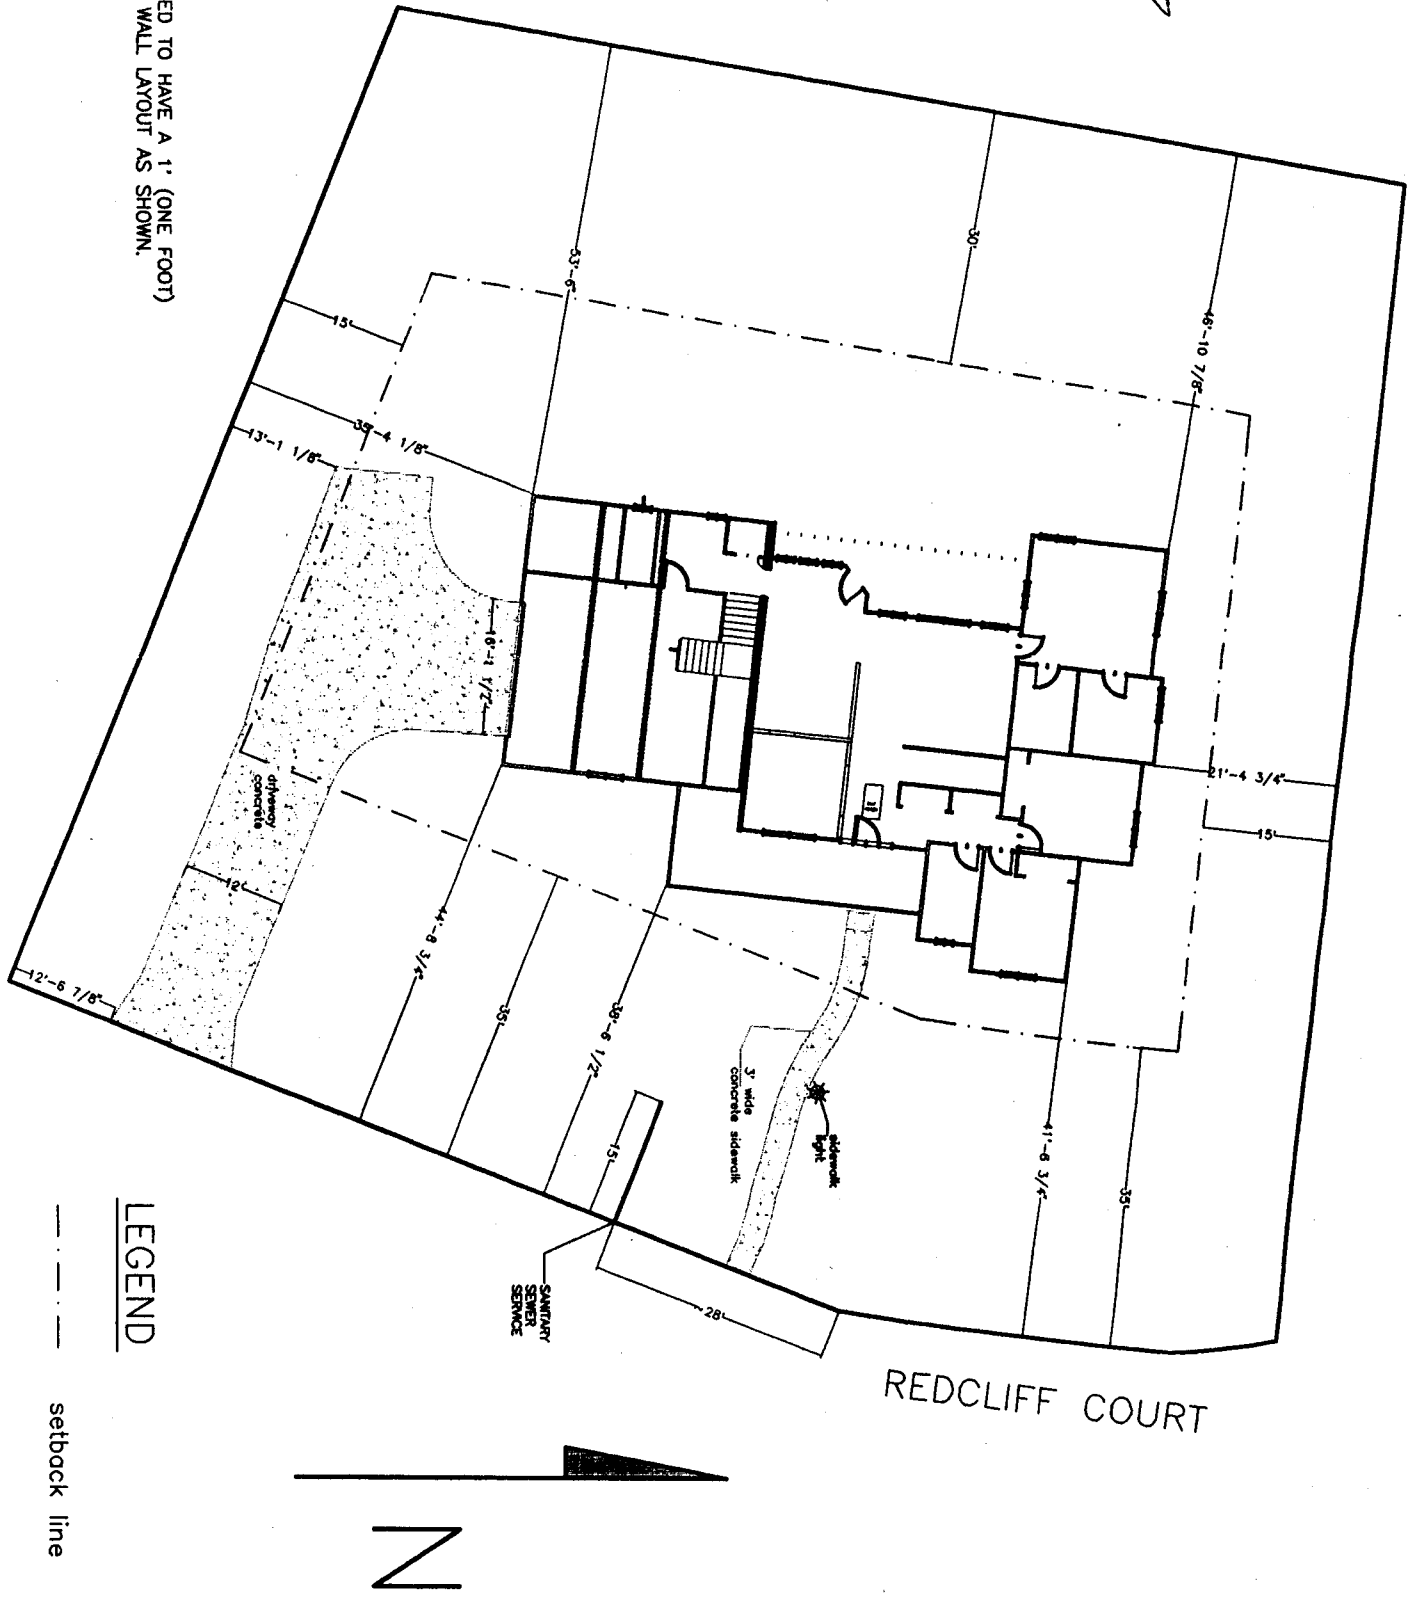 ED TO HAVE A 1' (ONE FOOT)
WALL LAYOUT AS SHOWN.
53'-6"
30'
46'-10 7/8"
15'
35'-4 1/8"
13'-1 1/8"
16'-1 1/2"
21'-4 3/4"
15'
driveway
concrete
12'
12'-6 7/8"
44'-8 3/4"
35'
38'-6 1/2"
15'
3' wide
concrete sidewalk
sidewalk
light
41'-6 3/4"
35'
SANITARY
SEWER
SERVICE
28'
REDCLIFF COURT
LEGEND
setback line
N